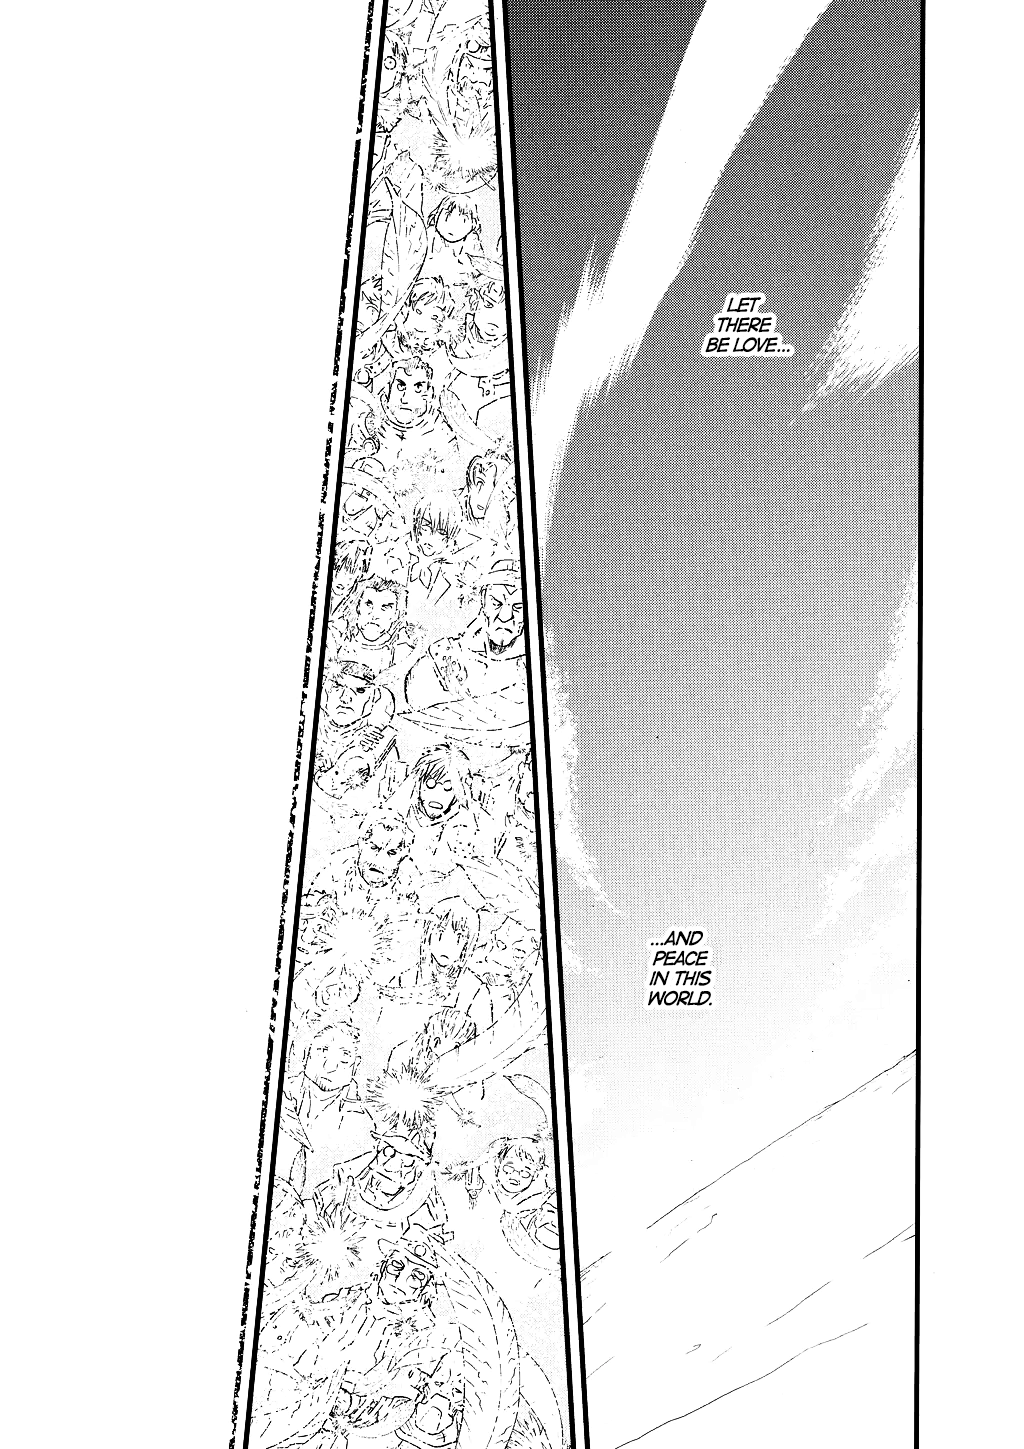 LET
THERE
BE LOVE...
...AND
PEACE
IN THIS
WORLD.